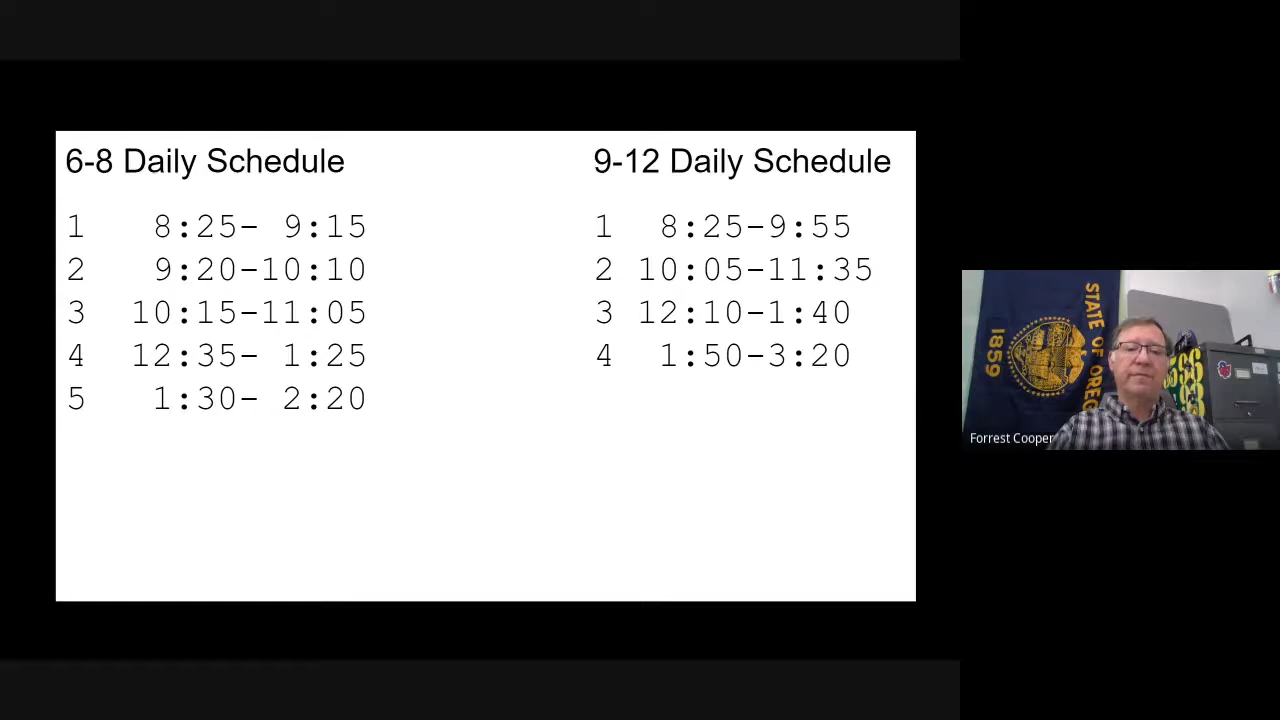 6-8 Daily Schedule
1 8:25- 9:15
2 9:20-10:10
3 10:15-11:05
4 12:35- 1:25
5 1:30- 2:20
9-12 Daily Schedule
1 8:25-9:55
2 10:05-11:35
3 12:10-1:40
4 1:50-3:20
STATE OF OREG
1859
Forrest Cooper